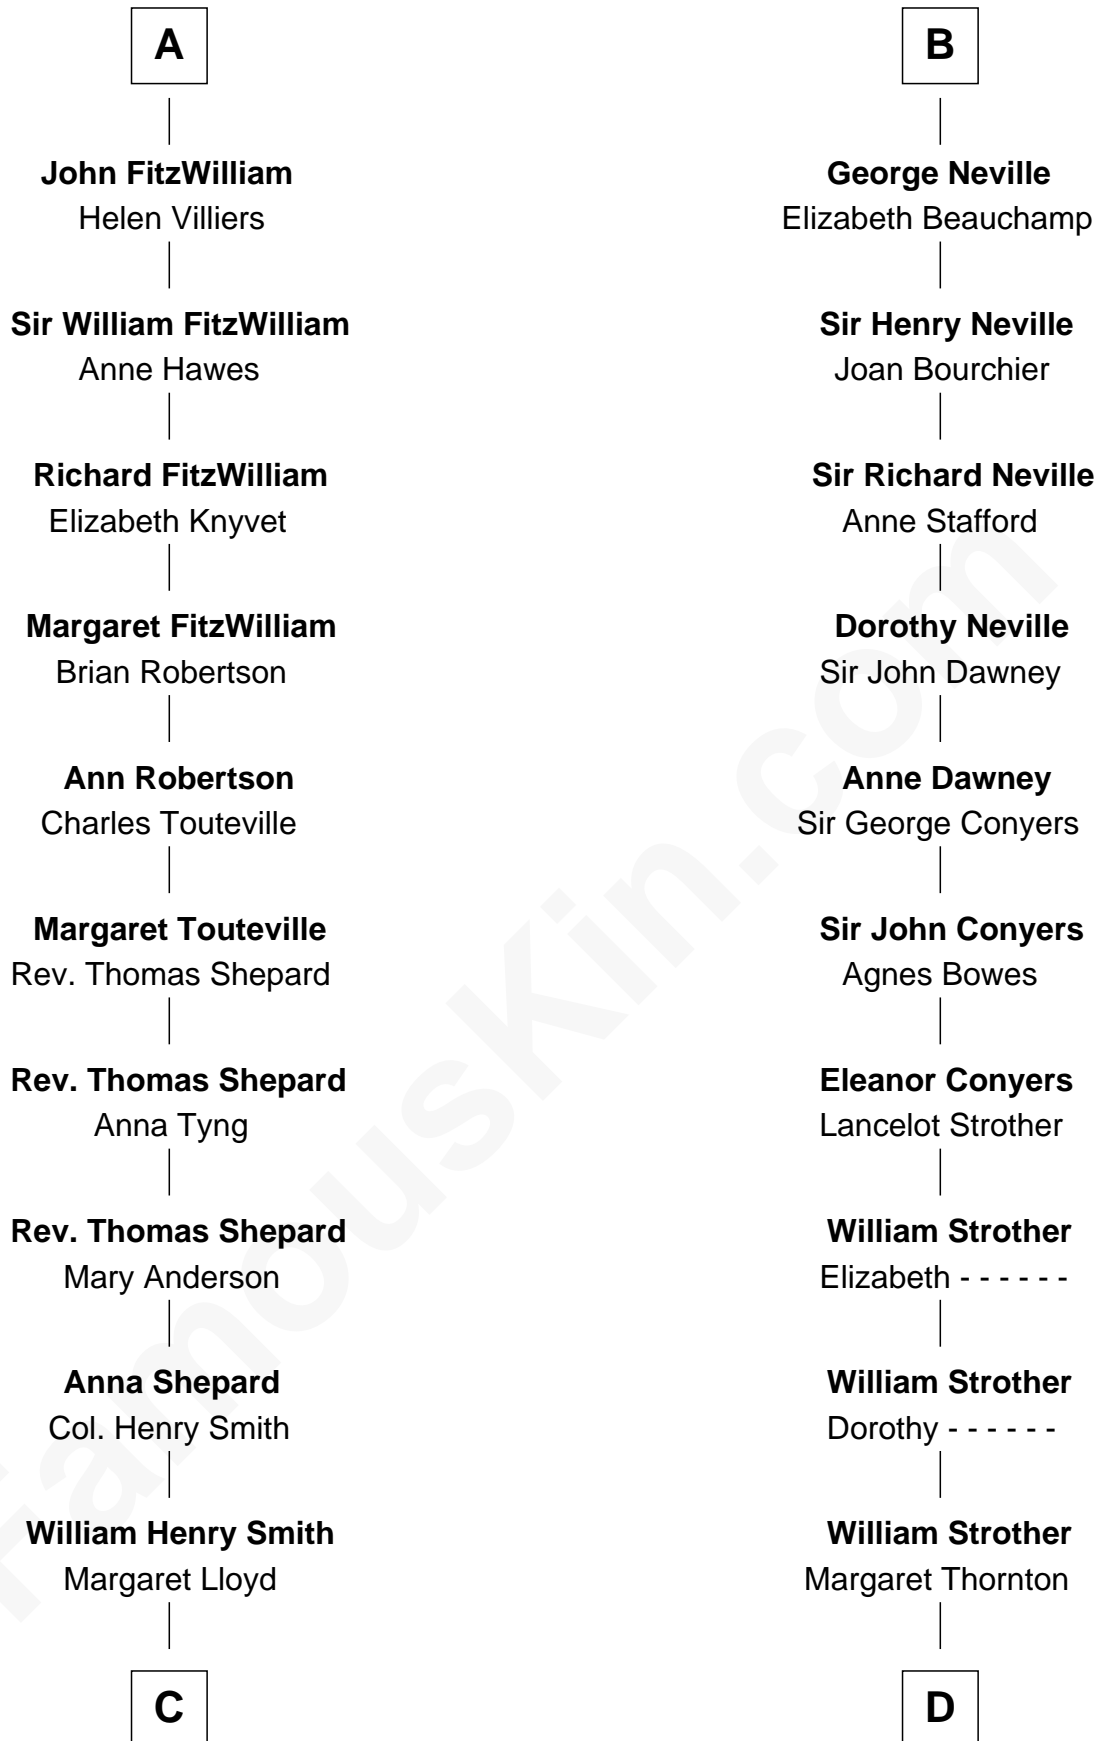 A
John FitzWilliam
Helen Villiers
Sir William FitzWilliam
Anne Hawes
Richard FitzWilliam
Elizabeth Knyvet
Margaret FitzWilliam
Brian Robertson
Ann Robertson
Charles Touteville
Margaret Touteville
Rev. Thomas Shepard
Rev. Thomas Shepard
Anna Tyng
Rev. Thomas Shepard
Mary Anderson
Anna Shepard
Col. Henry Smith
William Henry Smith
Margaret Lloyd
C
B
George Neville
Elizabeth Beauchamp
Sir Henry Neville
Joan Bourchier
Sir Richard Neville
Anne Stafford
Dorothy Neville
Sir John Dawney
Anne Dawney
Sir George Conyers
Sir John Conyers
Agnes Bowes
Eleanor Conyers
Lancelot Strother
William Strother
Elizabeth - - - - - -
William Strother
Dorothy - - - - - -
William Strother
Margaret Thornton
D
FamousKin.com